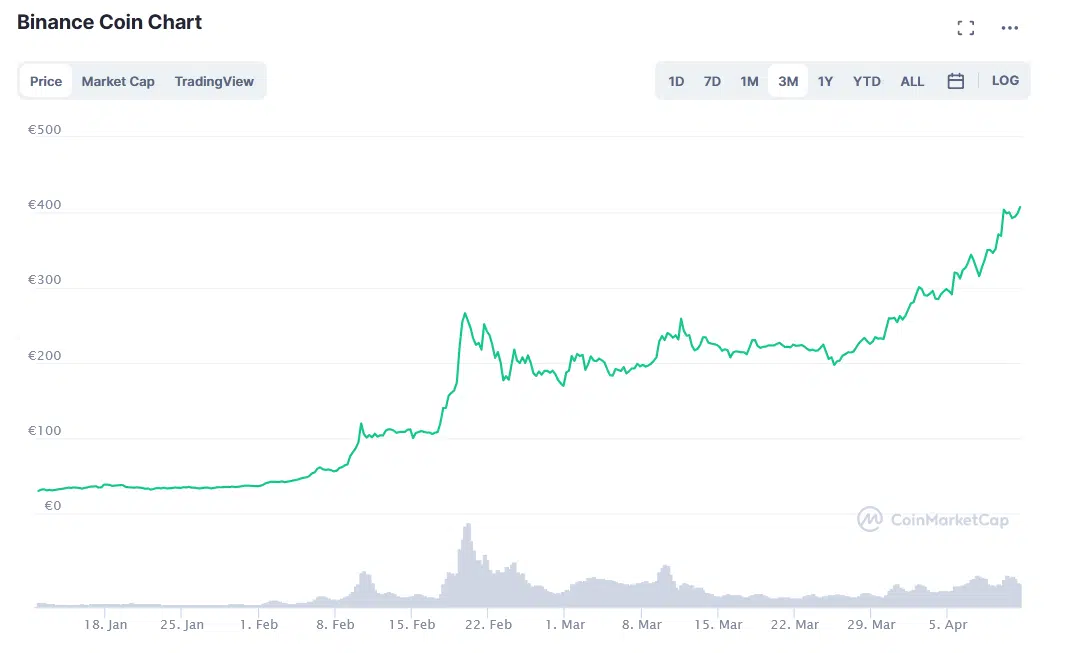 Binance Coin Chart
Price Market Cap TradingView
1D 7D 1M 3M 1Y YTD ALL LOG
€500
€400
€300
€200
€100
€0
CoinMarketCap
18. Jan 25. Jan 1. Feb 8. Feb 15. Feb 22. Feb 1. Mar 8. Mar 15. Mar 22. Mar 29. Mar 5. Apr